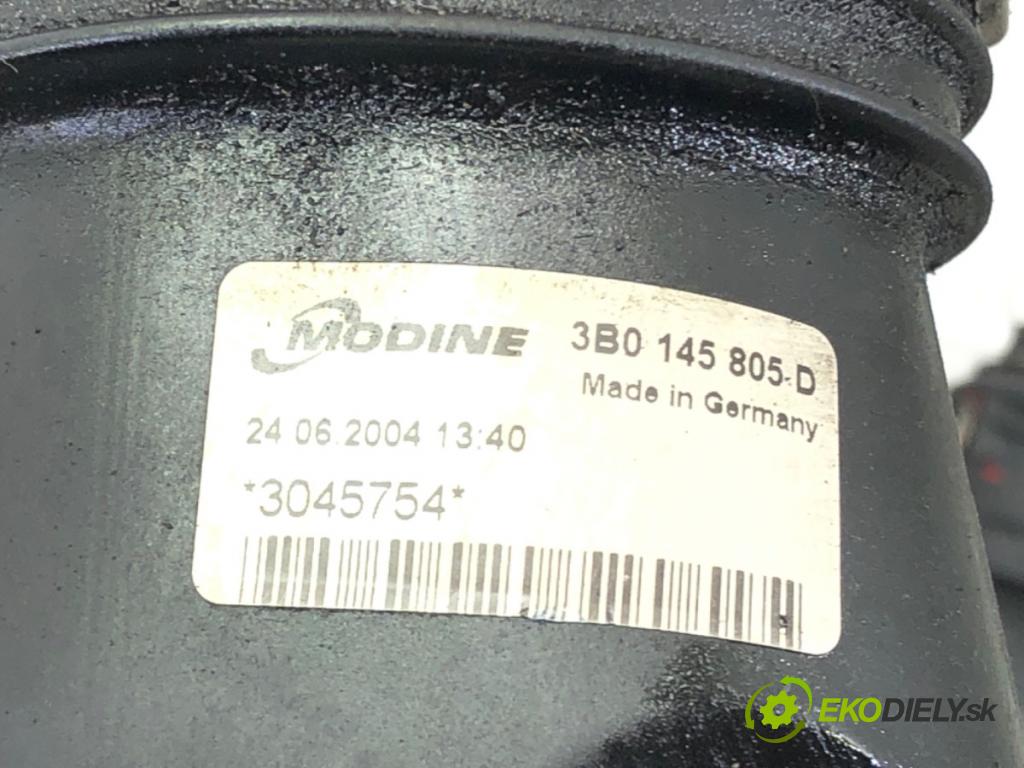 MODINE
3B0 145 805 D
Made in Germany
24 06.2004 13:40
*3045754*
EKODIELY.sk